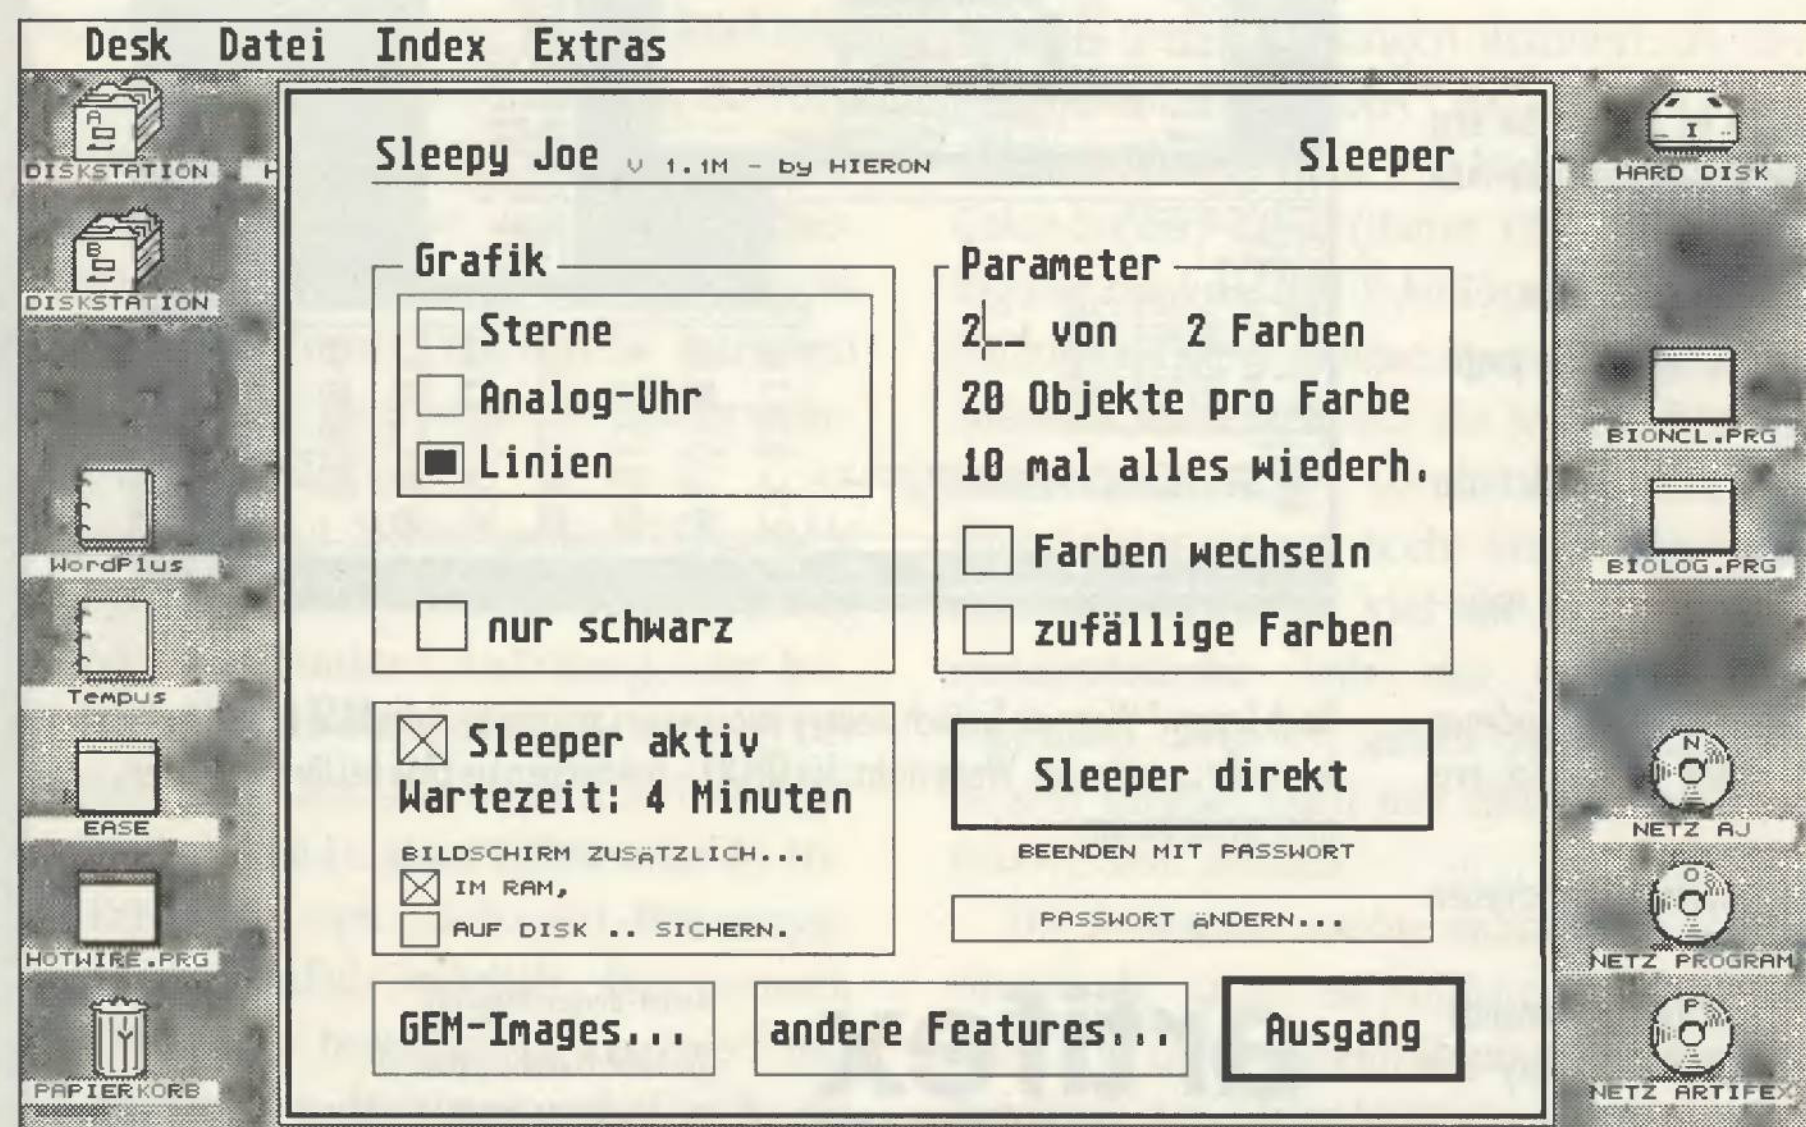 Desk Datei Index Extras
DISKSTATION
H
DISKSTATION
WordPlus
Tempus
EASE
HOTWIRE.PRG
PAPIERKORB
Sleepy Joe V 1.1M - by HIERON Sleeper
Grafik
Sterne
Analog-Uhr
Linien
nur schwarz
Parameter
2__ von 2 Farben
20 Objekte pro Farbe
10 mal alles wiederh.
Farben wechseln
zufällige Farben
Sleeper aktiv
Wartezeit: 4 Minuten
BILDSCHIRM ZUSÄTZLICH...
IM RAM,
AUF DISK .. SICHERN.
Sleeper direkt
BEENDEN MIT PASSWORT
PASSWORT ÄNDERN...
GEM-Images...
andere Features...
Ausgang
A
B
I
HARD DISK
BIONCL.PRG
BIOLOG.PRG
N
NETZ AJ
O
NETZ PROGRAM
P
NETZ ARTIFEX